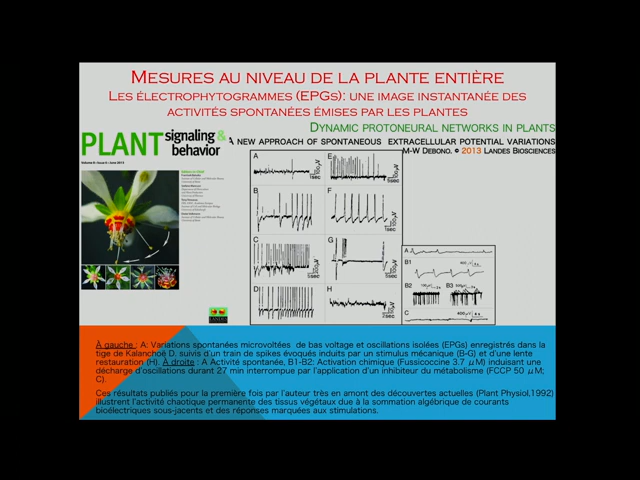 Mesures au niveau de la plante entière
Les électrophytogrammes (EPGs): une image instantanée des
activités spontanées émises par les plantes
Dynamic protoneural networks in plants
PLANT signaling &
behavior
A new approach of spontaneous extracellular potential variations
M-W Debono. © 2013 Landes Biosciences
A
E
B
F
C
G
D
H
A
B1
B2
B3
C
À gauche : A: Variations spontanées microvoltées de bas voltage et oscillations isolées (EPGs) enregistrés dans la
tige de Kalanchoë D. suivis d'un train de spikes évoqués induits par un stimulus mécanique (B-G) et d'une lente
restauration (H). À droite : A Activité spontanée, B1-B2: Activation chimique (Fussicoccine 3.7 μM) induisant une
décharge d'oscillations durant 27 min interrompue par l'application d'un inhibiteur du métabolisme (FCCP 50 μM;
C).
Ces résultats publiés pour la première fois par l'auteur très en amont des découvertes actuelles (Plant Physiol,1992)
illustrent l'activité chaotique permanente des tissus végétaux due à la sommation algébrique de courants
bioélectriques sous-jacents et des réponses marquées aux stimulations.